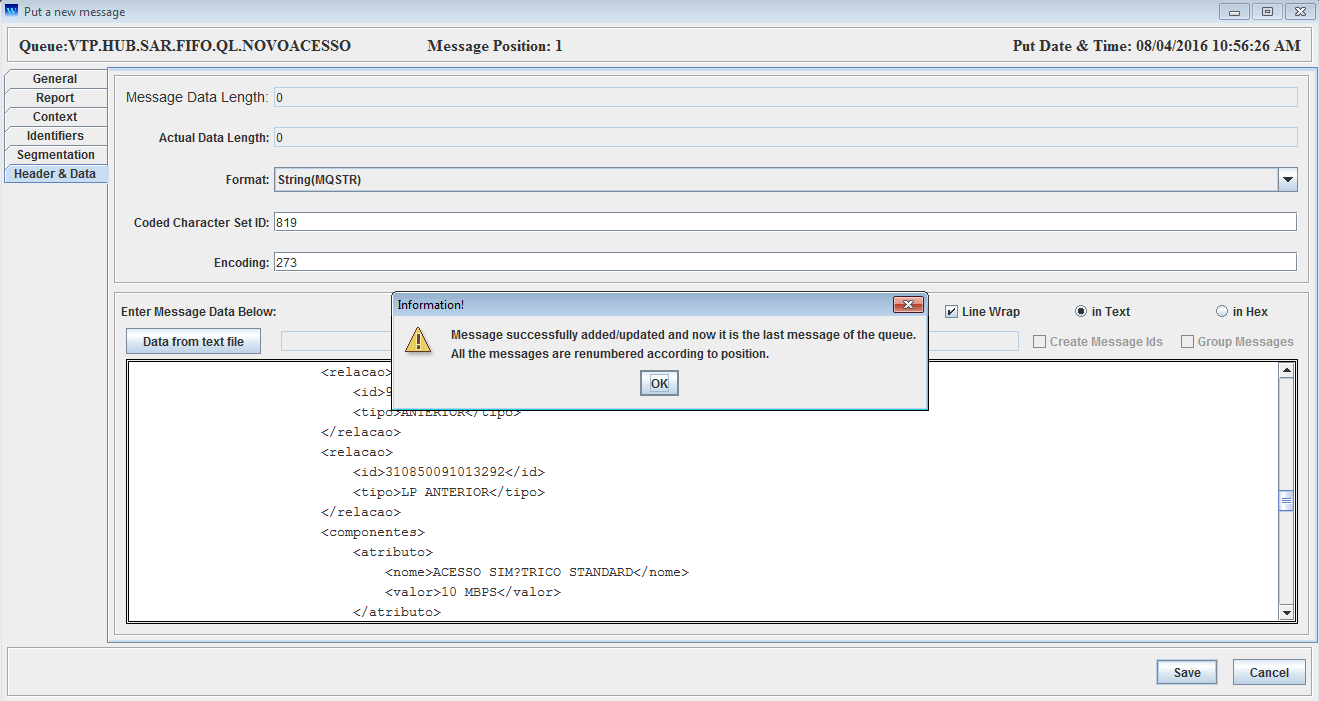 Put a new message
Queue:VTP.HUB.SAR.FIFO.QL.NOVOACESSO Message Position: 1 Put Date & Time: 08/04/2016 10:56:26 AM
General
Report
Context
Identifiers
Segmentation
Header & Data
Message Data Length: 0
Actual Data Length: 0
Format: String(MQSTR)
Coded Character Set ID: 819
Encoding: 273
Enter Message Data Below:
Line Wrap in Text in Hex
Data from text file
Create Message Ids Group Messages
Information!
Message successfully added/updated and now it is the last message of the queue.
All the messages are renumbered according to position.
OK
<relacao>
<id>9
<tipo>ANTERIOR</tipo>
</relacao>
<relacao>
<id>310850091013292</id>
<tipo>LP ANTERIOR</tipo>
</relacao>
<componentes>
<atributo>
<nome>ACESSO SIM?TRICO STANDARD</nome>
<valor>10 MBPS</valor>
</atributo>
Save Cancel